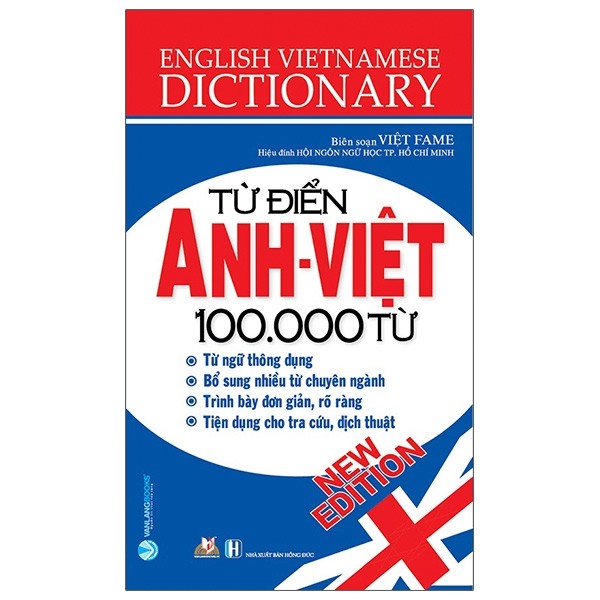 ENGLISH VIETNAMESE
DICTIONARY
Biên soạn VIỆT FAME
Hiệu đính HỘI NGÔN NGỮ HỌC TP. HỒ CHÍ MINH
TỪ ĐIỂN
ANH-VIỆT
100.000 TỪ
Từ ngữ thông dụng
Bổ sung nhiều từ chuyên ngành
Trình bày đơn giản, rõ ràng
Tiện dụng cho tra cứu, dịch thuật
NEW
EDITION
VANLANGBOOKS
NHÀ XUẤT BẢN HỒNG ĐỨC